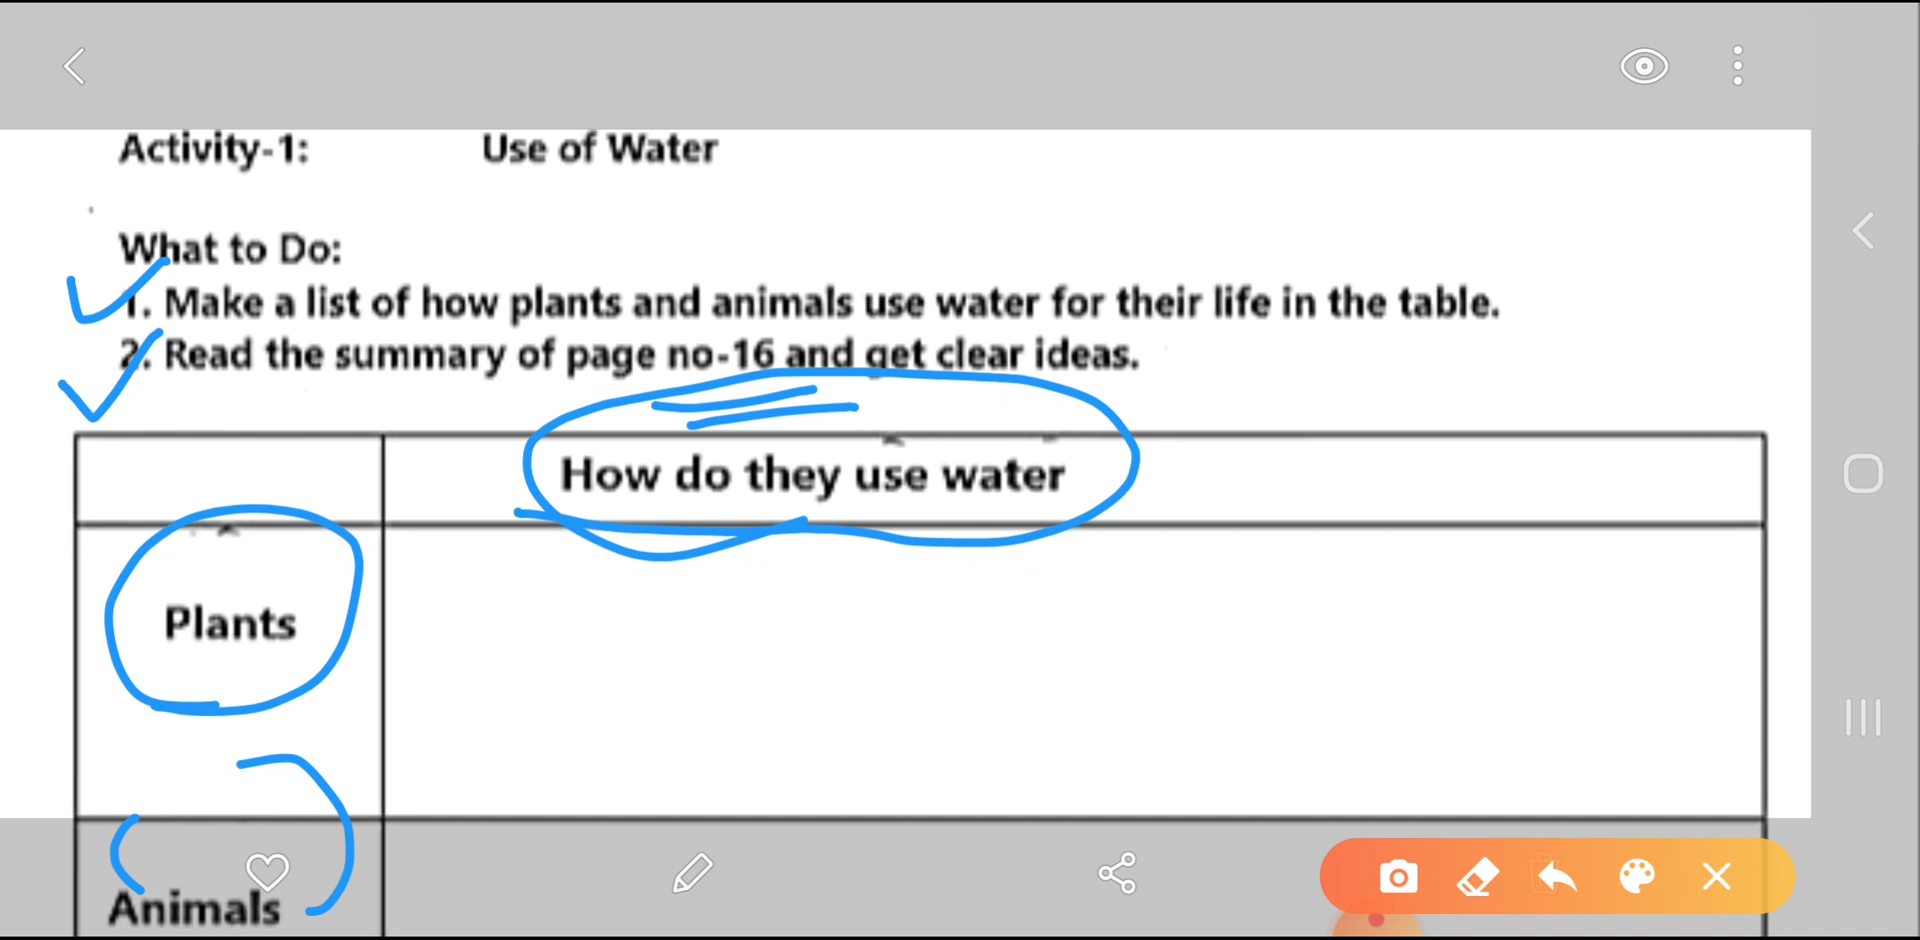 Activity-1: Use of Water
What to Do:
1. Make a list of how plants and animals use water for their life in the table.
2. Read the summary of page no-16 and get clear ideas.
How do they use water
Plants
Animals